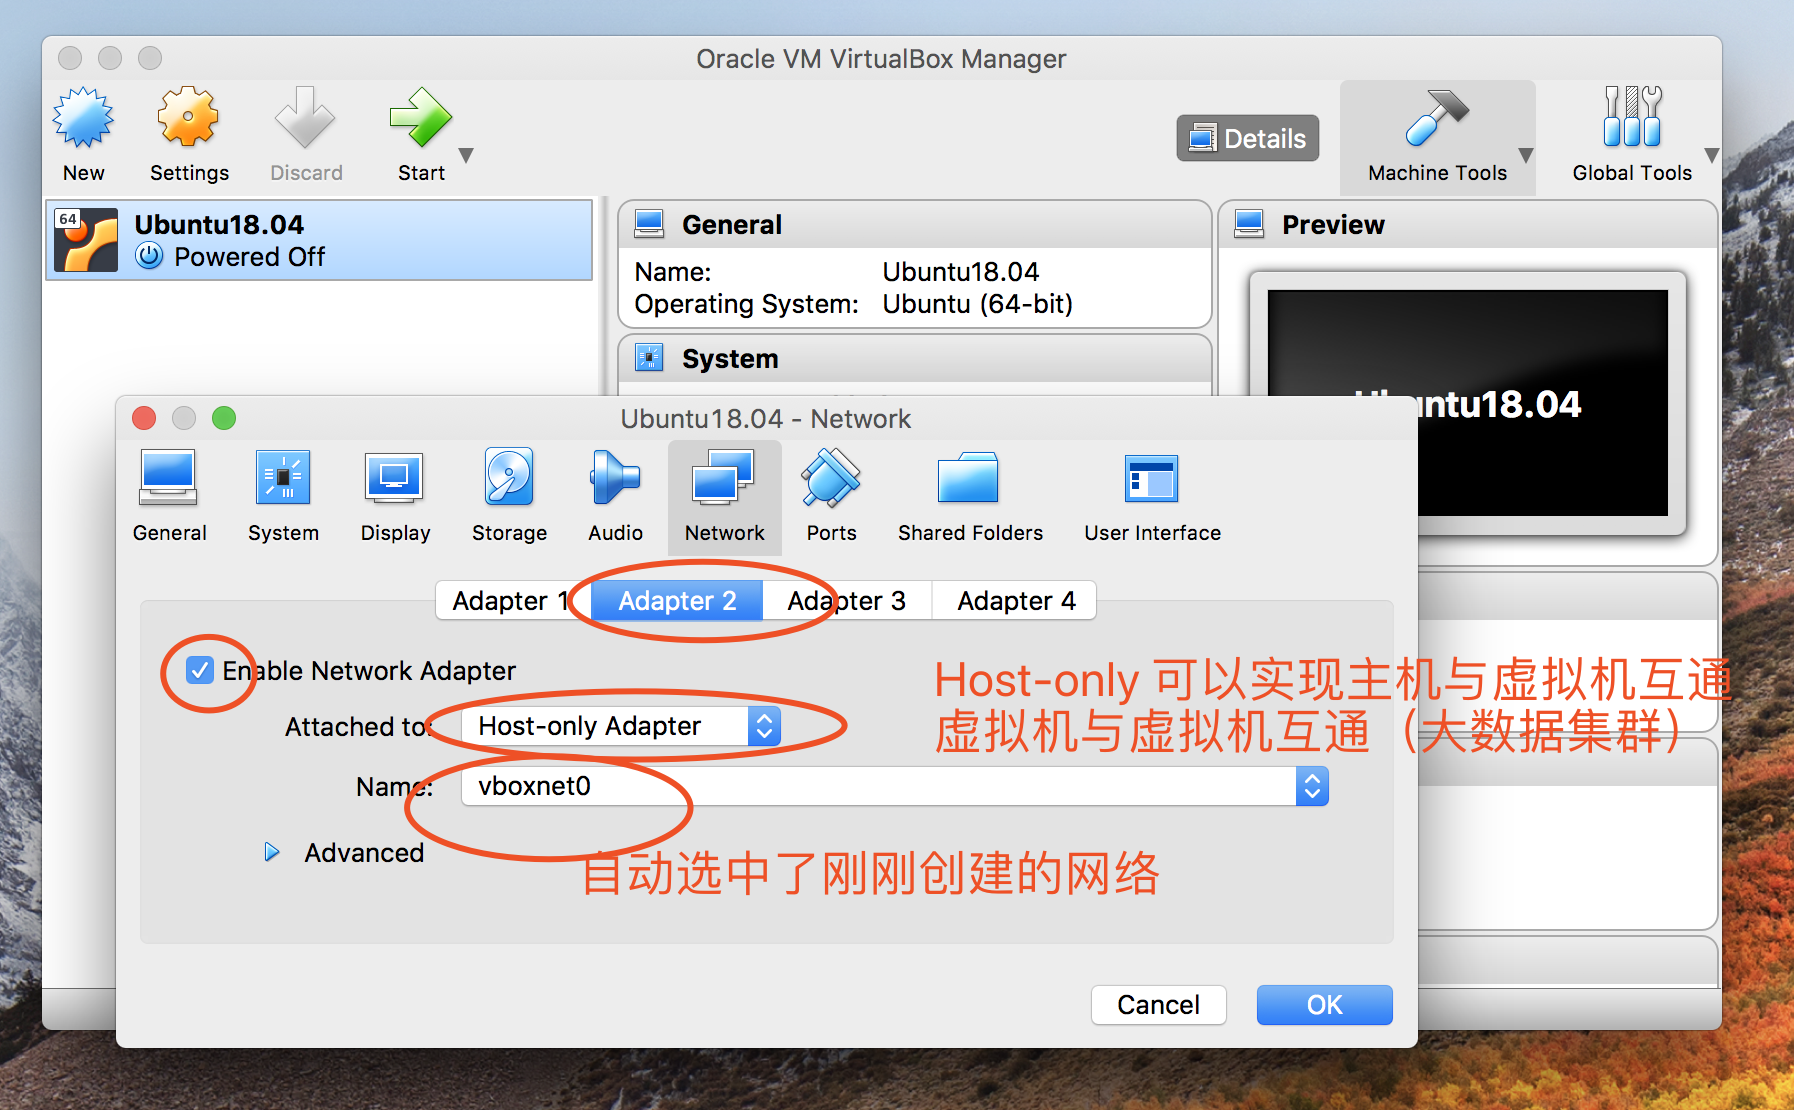 Oracle VM VirtualBox Manager
New
Settings
Discard
Start
Details
Machine Tools
Global Tools
64
Ubuntu18.04
Powered Off
General
Name: Ubuntu18.04
Operating System: Ubuntu (64-bit)
System
Preview
Ubuntu18.04
Ubuntu18.04 - Network
General
System
Display
Storage
Audio
Network
Ports
Shared Folders
User Interface
Adapter 1
Adapter 2
Adapter 3
Adapter 4
Enable Network Adapter
Attached to: Host-only Adapter
Name: vboxnet0
Advanced
Host-only 可以实现主机与虚拟机互通
虚拟机与虚拟机互通（大数据集群）
自动选中了刚刚创建的网络
Cancel
OK